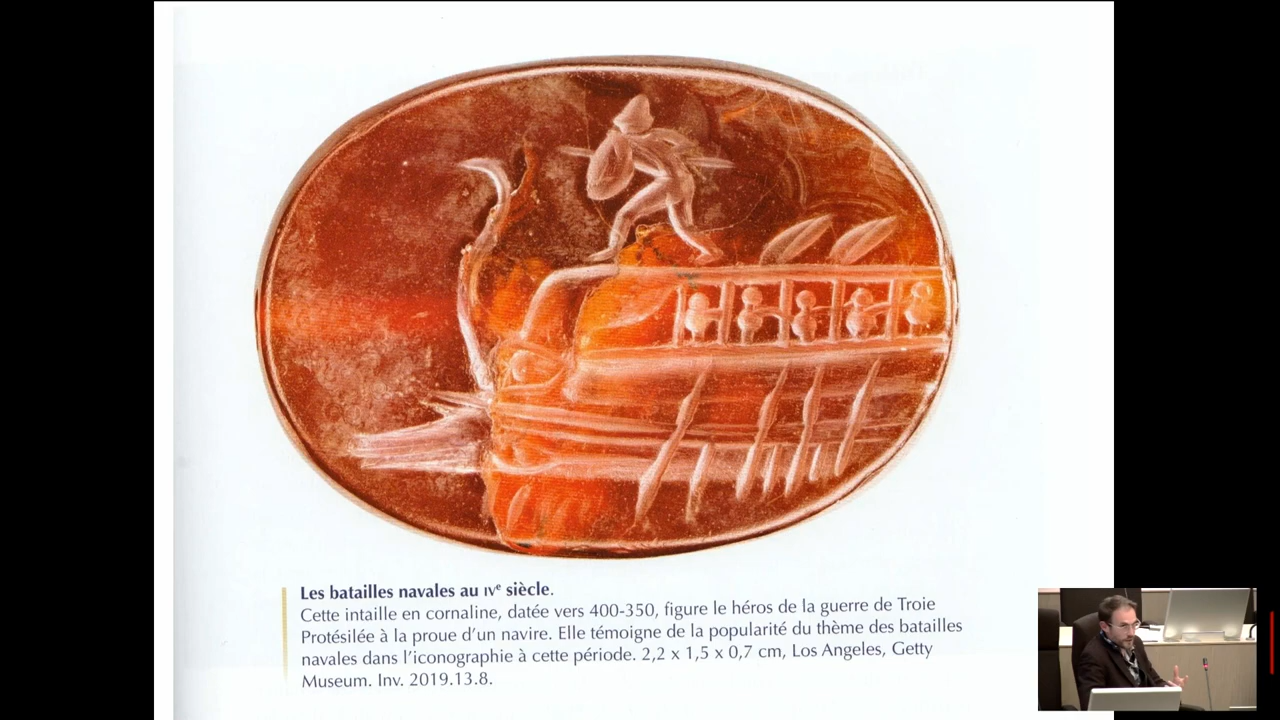 Les batailles navales au IVe siècle.
Cette intaille en cornaline, datée vers 400-350, figure le héros de la guerre de Troie
Protésilée à la proue d'un navire. Elle témoigne de la popularité du thème des batailles
navales dans l'iconographie à cette période. 2,2 x 1,5 x 0,7 cm, Los Angeles, Getty
Museum. Inv. 2019.13.8.